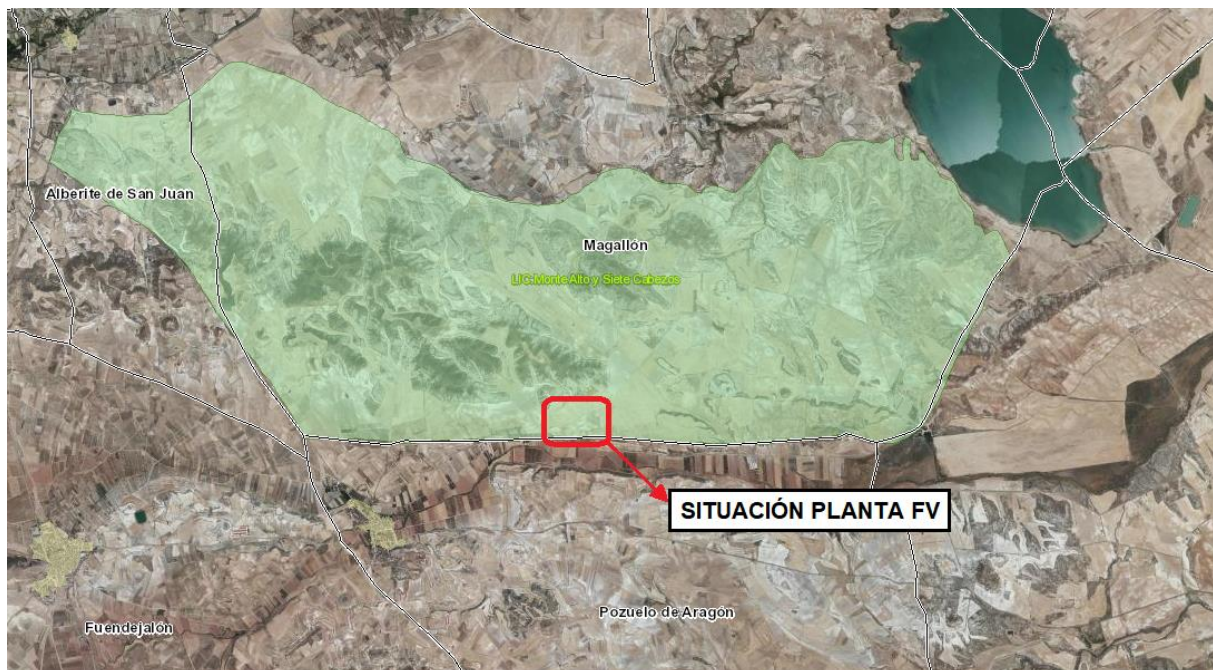 Alberite de San Juan
Magallón
LIC Monte Alto y Siete Cabezos
SITUACIÓN PLANTA FV
Pozuelo de Aragón
Fuendejalón